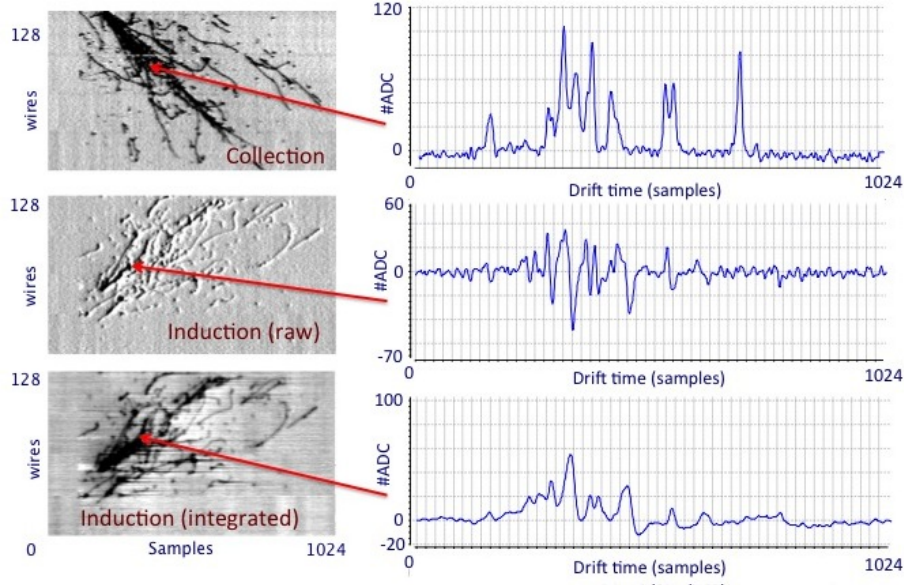 128
wires
Collection
120
#ADC
0
0
Drift time (samples)
1024
128
wires
Induction (raw)
60
#ADC
0
-70
0
Drift time (samples)
1024
128
wires
Induction (integrated)
0
Samples
1024
100
#ADC
0
-20
0
Drift time (samples)
1024